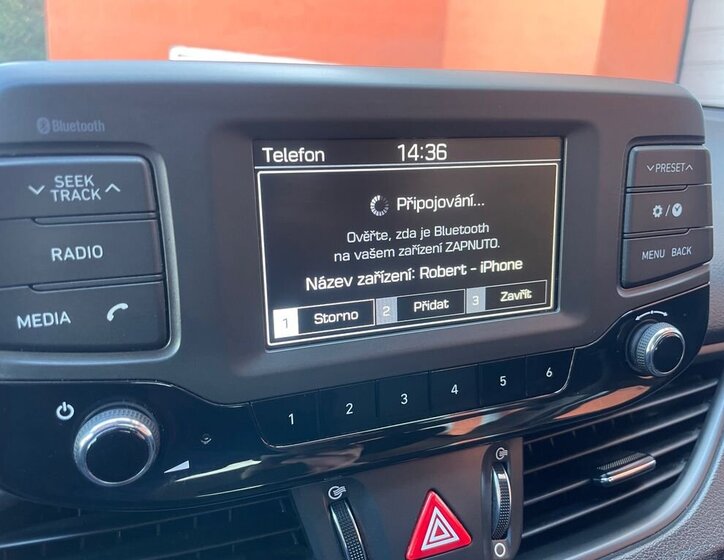 Bluetooth
Telefon 14:36
Připojování...
Ověřte, zda je Bluetooth
na vašem zařízení ZAPNUTO.
Název zařízení: Robert - iPhone
1 Storno 2 Přidat 3 Zavřít
SEEK
TRACK
RADIO
MEDIA
PRESET
MENU BACK
1 2 3 4 5 6